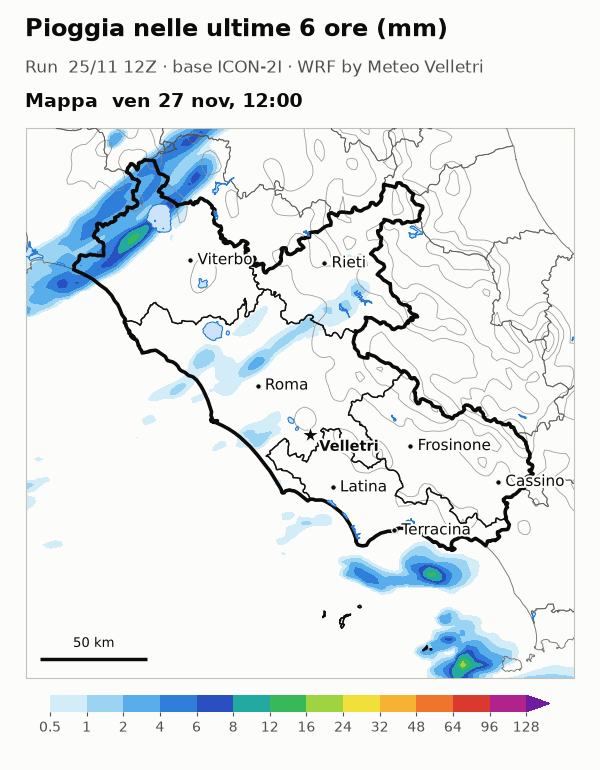 Pioggia nelle ultime 6 ore (mm)
Run  25/11 12Z · base ICON-2I · WRF by Meteo Velletri
Mappa  ven 27 nov, 12:00
Viterbo
Rieti
Roma
Velletri
Frosinone
Cassino
Latina
Terracina
50 km
0.5 1 2 4 6 8 12 16 24 32 48 64 96 128